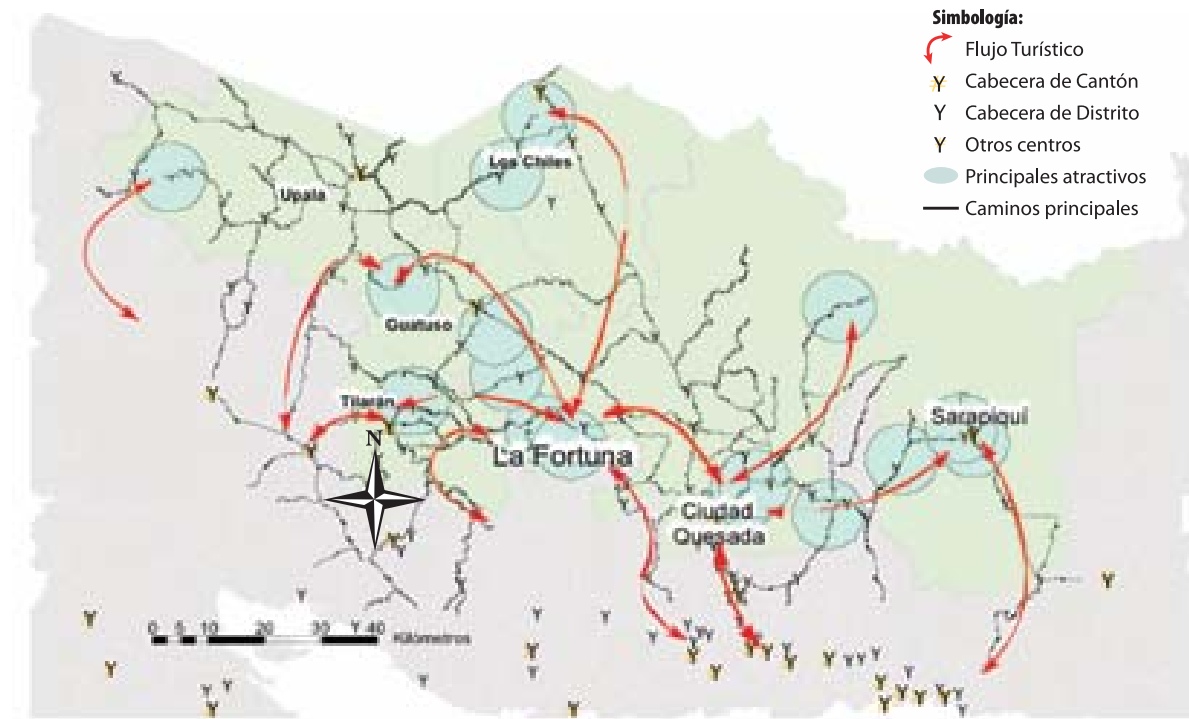 Simbología:
Flujo Turístico
Y Cabecera de Cantón
Y Cabecera de Distrito
Y Otros centros
Principales atractivos
Caminos principales
Los Chiles
Upala
Guatuso
Tilarán
N
Sarapiquí
La Fortuna
Ciudad
Quesada
0 5 10 20 30 40 Kilómetros